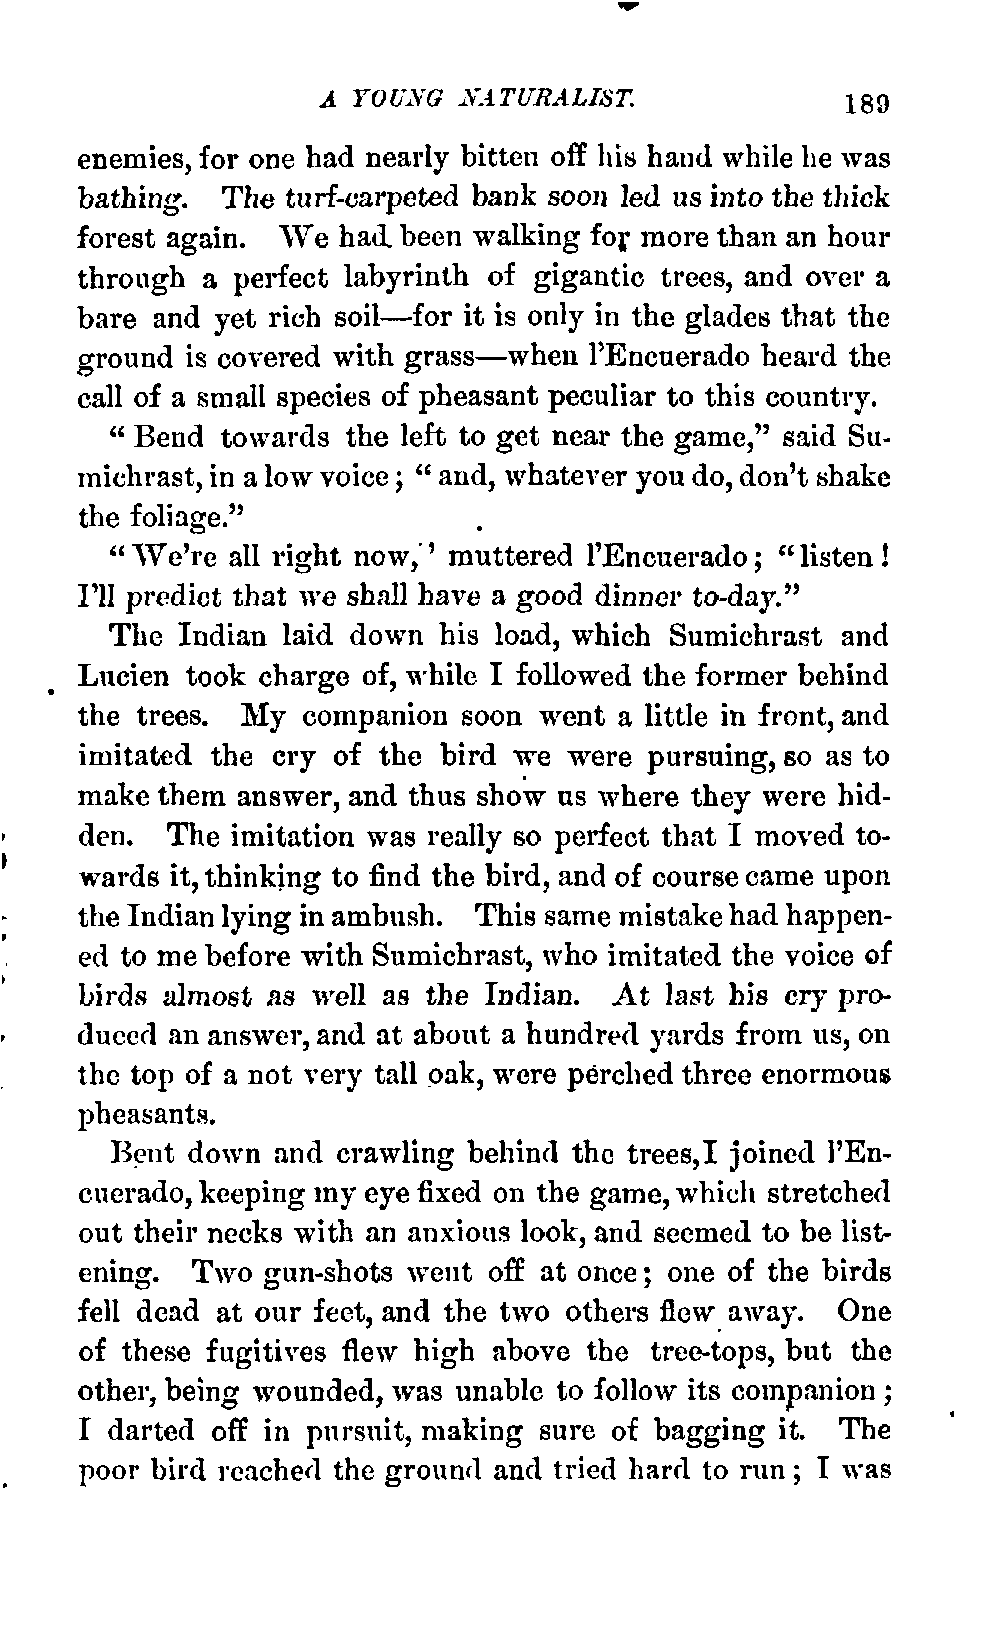 A YOUNG NATURALIST. 189
enemies, for one had nearly bitten off his hand while he was
bathing. The turf-carpeted bank soon led us into the thick
forest again. We had been walking for more than an hour
through a perfect labyrinth of gigantic trees, and over a
bare and yet rich soil—for it is only in the glades that the
ground is covered with grass—when l'Encuerado heard the
call of a small species of pheasant peculiar to this country.
"Bend towards the left to get near the game," said Su-
michrast, in a low voice; "and, whatever you do, don't shake
the foliage."
"We're all right now," muttered l'Encuerado; "listen!
I'll predict that we shall have a good dinner to-day."
The Indian laid down his load, which Sumichrast and
Lucien took charge of, while I followed the former behind
the trees. My companion soon went a little in front, and
imitated the cry of the bird we were pursuing, so as to
make them answer, and thus show us where they were hid-
den. The imitation was really so perfect that I moved to-
wards it, thinking to find the bird, and of course came upon
the Indian lying in ambush. This same mistake had happen-
ed to me before with Sumichrast, who imitated the voice of
birds almost as well as the Indian. At last his cry pro-
duced an answer, and at about a hundred yards from us, on
the top of a not very tall oak, were perched three enormous
pheasants.
Bent down and crawling behind the trees, I joined l'En-
cuerado, keeping my eye fixed on the game, which stretched
out their necks with an anxious look, and seemed to be list-
ening. Two gun-shots went off at once; one of the birds
fell dead at our feet, and the two others flew away. One
of these fugitives flew high above the tree-tops, but the
other, being wounded, was unable to follow its companion;
I darted off in pursuit, making sure of bagging it. The
poor bird reached the ground and tried hard to run; I was